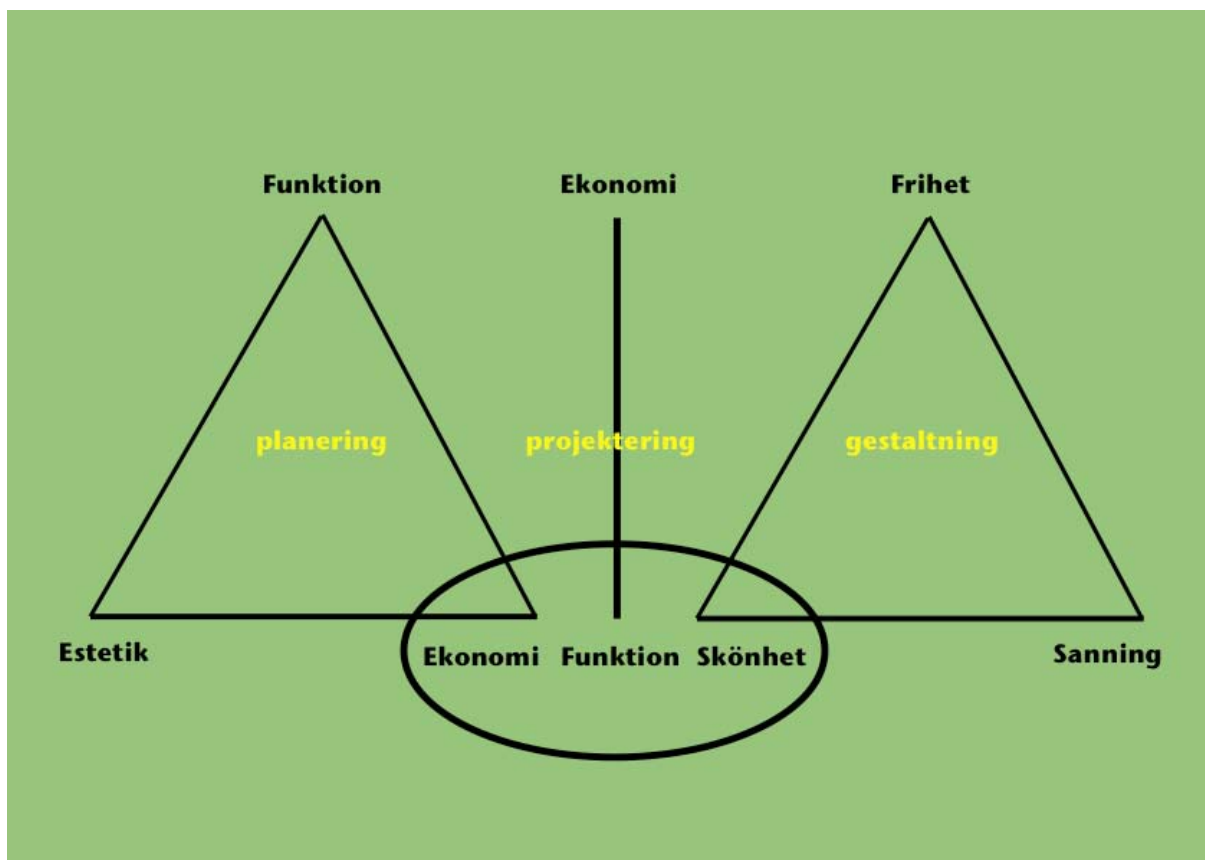 Funktion Ekonomi Frihet
planering projektering gestaltning
Estetik Ekonomi Funktion Skönhet Sanning